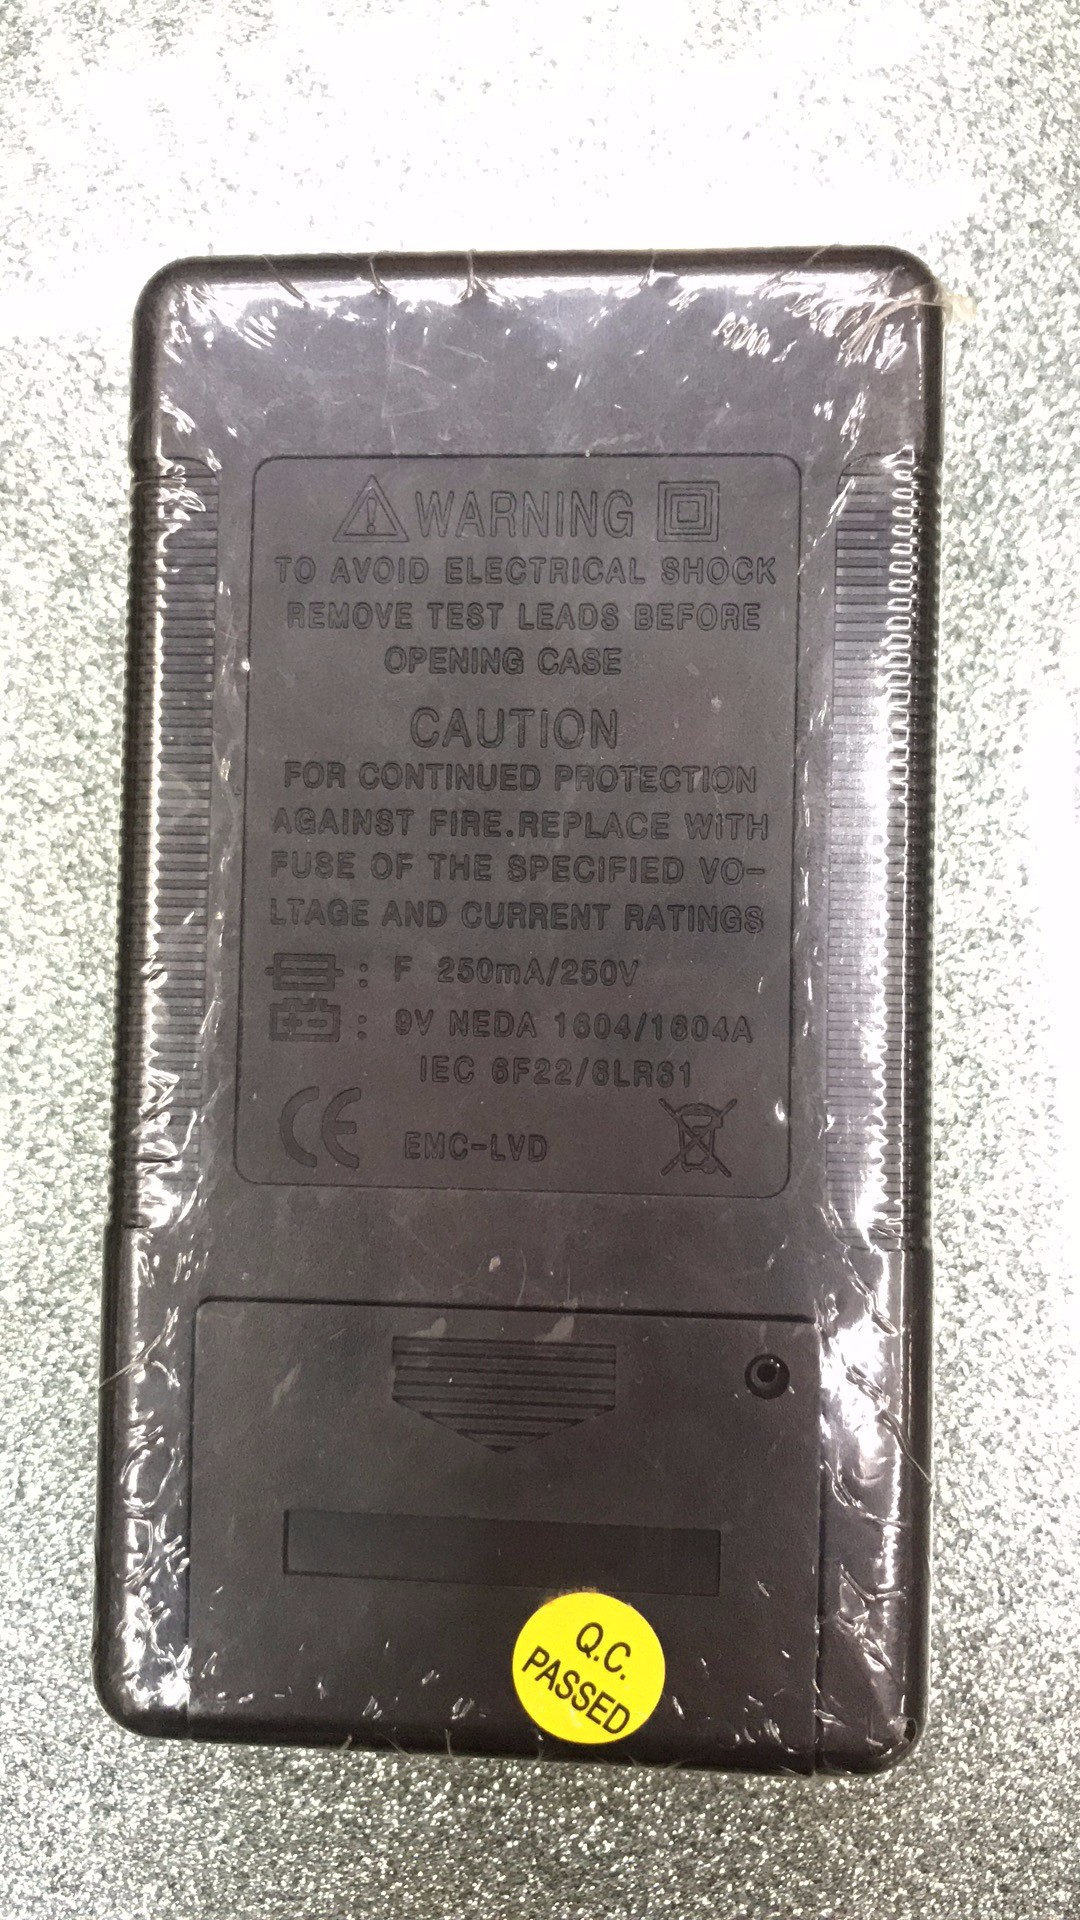 WARNING
TO AVOID ELECTRICAL SHOCK
REMOVE TEST LEADS BEFORE
OPENING CASE
CAUTION
FOR CONTINUED PROTECTION
AGAINST FIRE.REPLACE WITH
FUSE OF THE SPECIFIED VO-
LTAGE AND CURRENT RATINGS
: F 250mA/250V
: 9V NEDA 1604/1604A
IEC 6F22/6LR61
CE EMC-LVD
Q.C.
PASSED